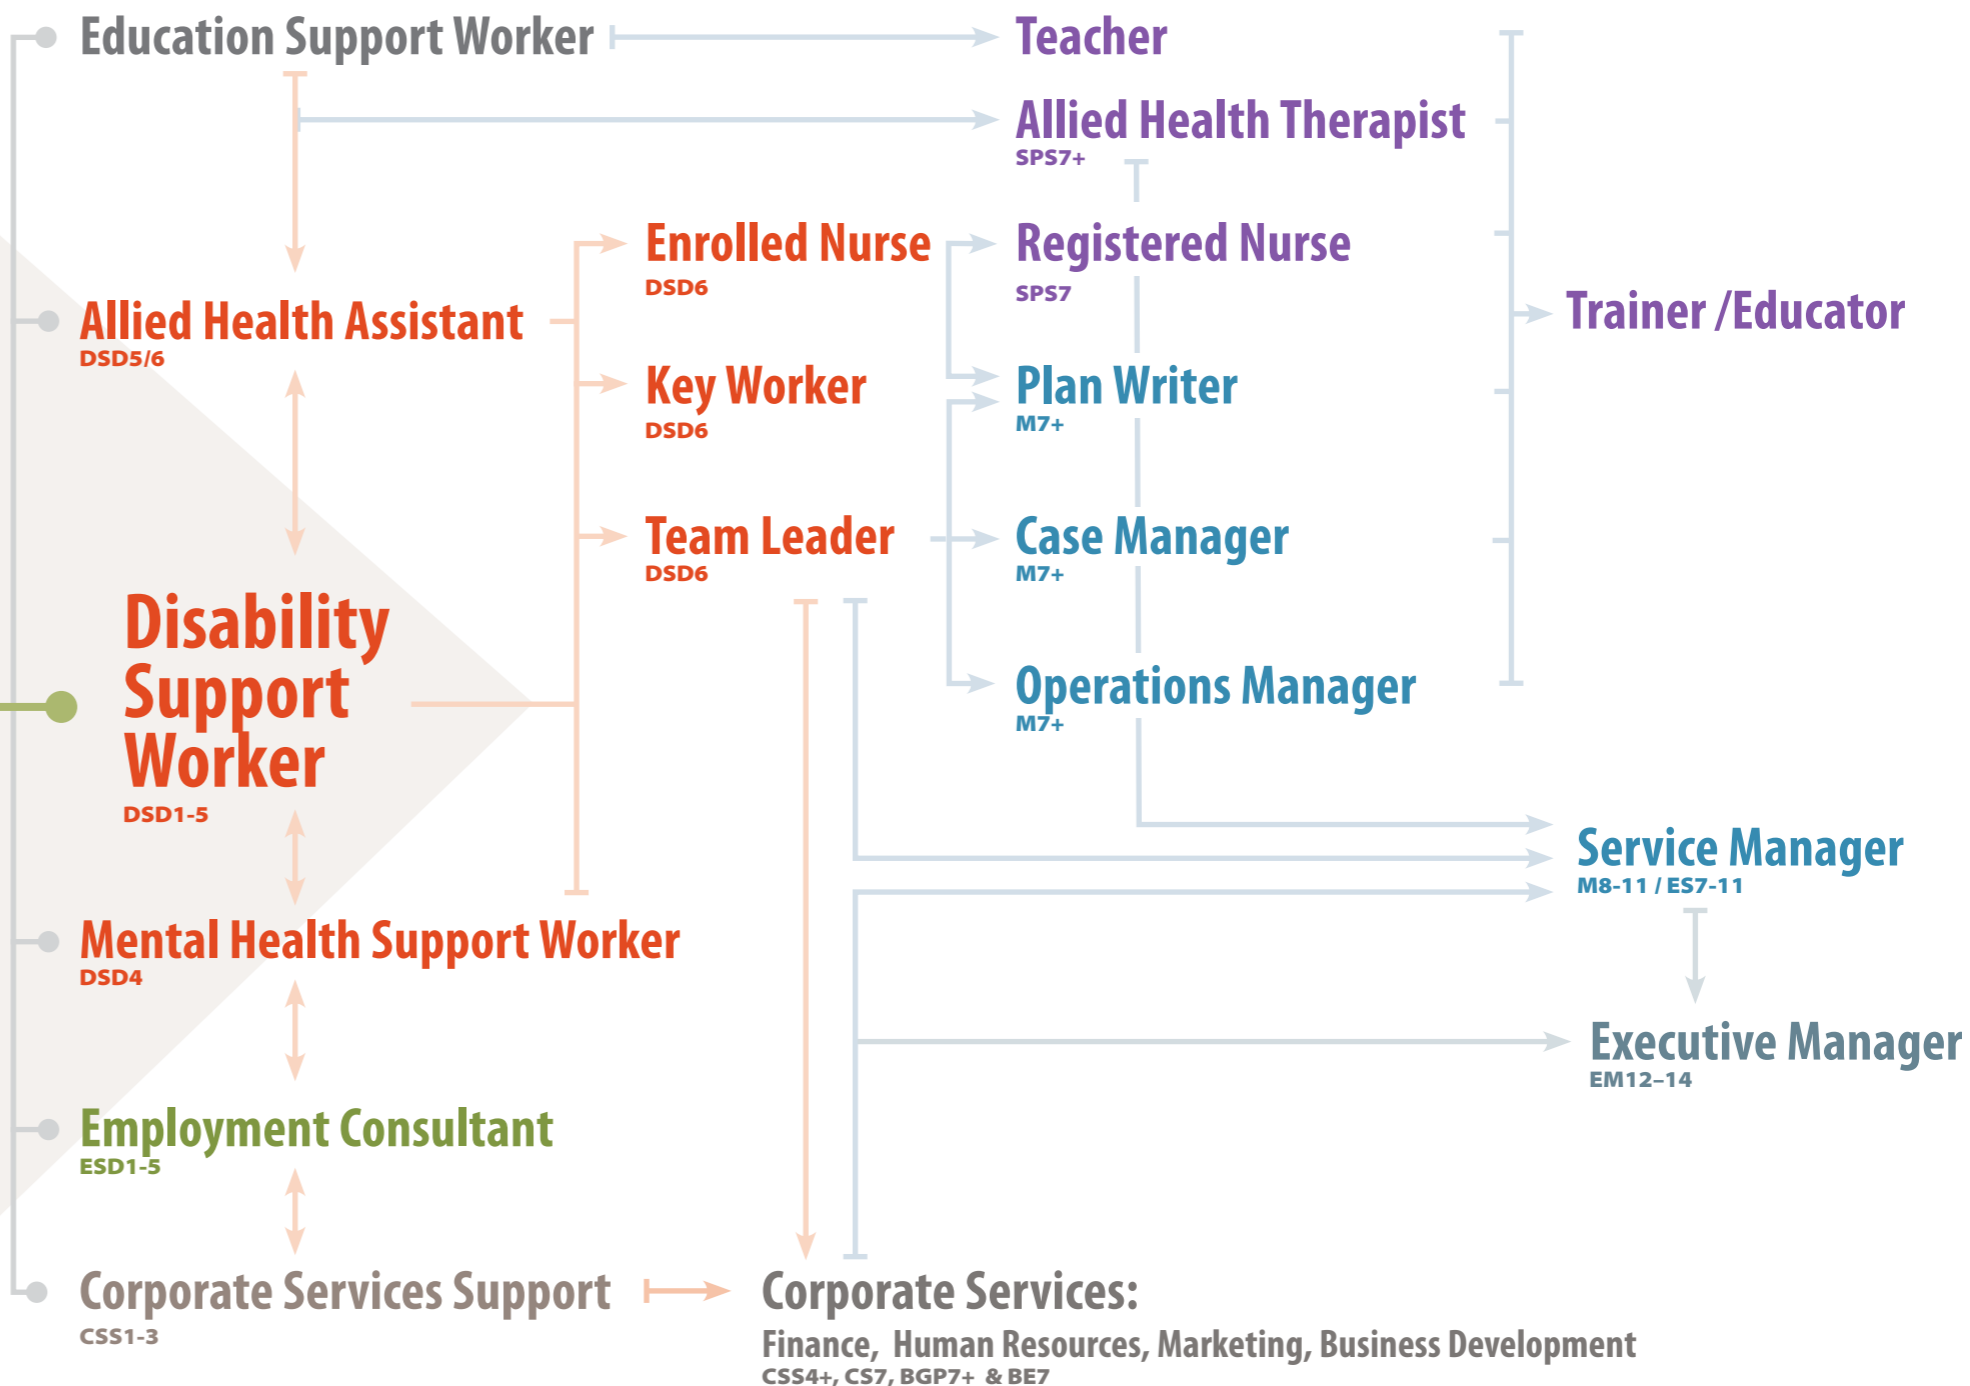 Education Support Worker
Teacher
Allied Health Therapist
SPS7+
Enrolled Nurse
DSD6
Registered Nurse
SPS7
Trainer /Educator
Allied Health Assistant
DSD5/6
Key Worker
DSD6
Plan Writer
M7+
Team Leader
DSD6
Case Manager
M7+
Disability
Support
Worker
DSD1-5
Operations Manager
M7+
Service Manager
M8-11 / ES7-11
Mental Health Support Worker
DSD4
Executive Manager
EM12–14
Employment Consultant
ESD1-5
Corporate Services Support
CSS1-3
Corporate Services:
Finance, Human Resources, Marketing, Business Development
CSS4+, CS7, BGP7+ & BE7